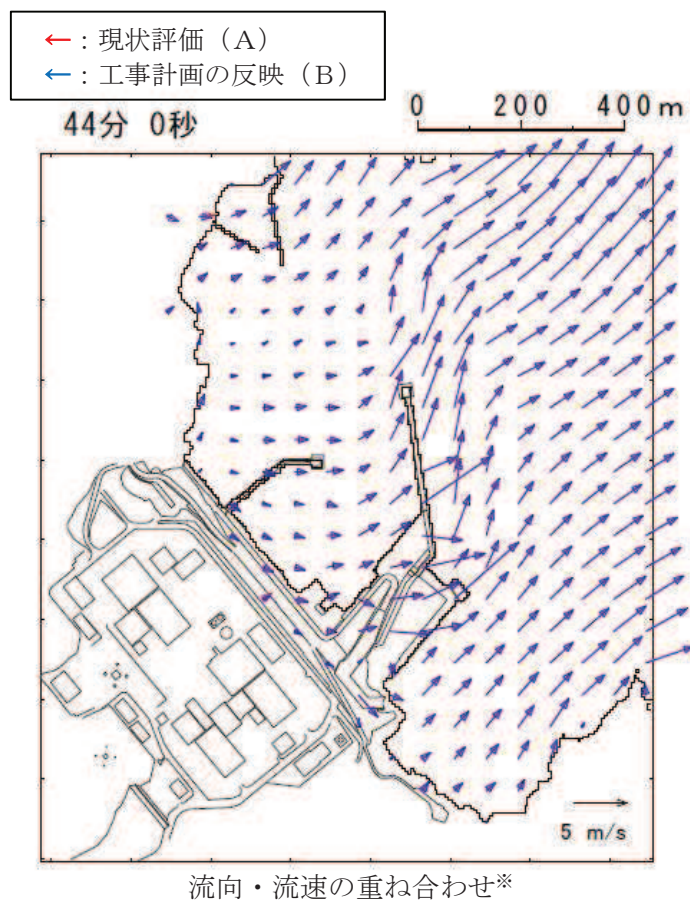 ←：現状評価（A）
←：工事計画の反映（B）
44分 0秒
0 200 400m
5 m/s
流向・流速の重ね合わせ※